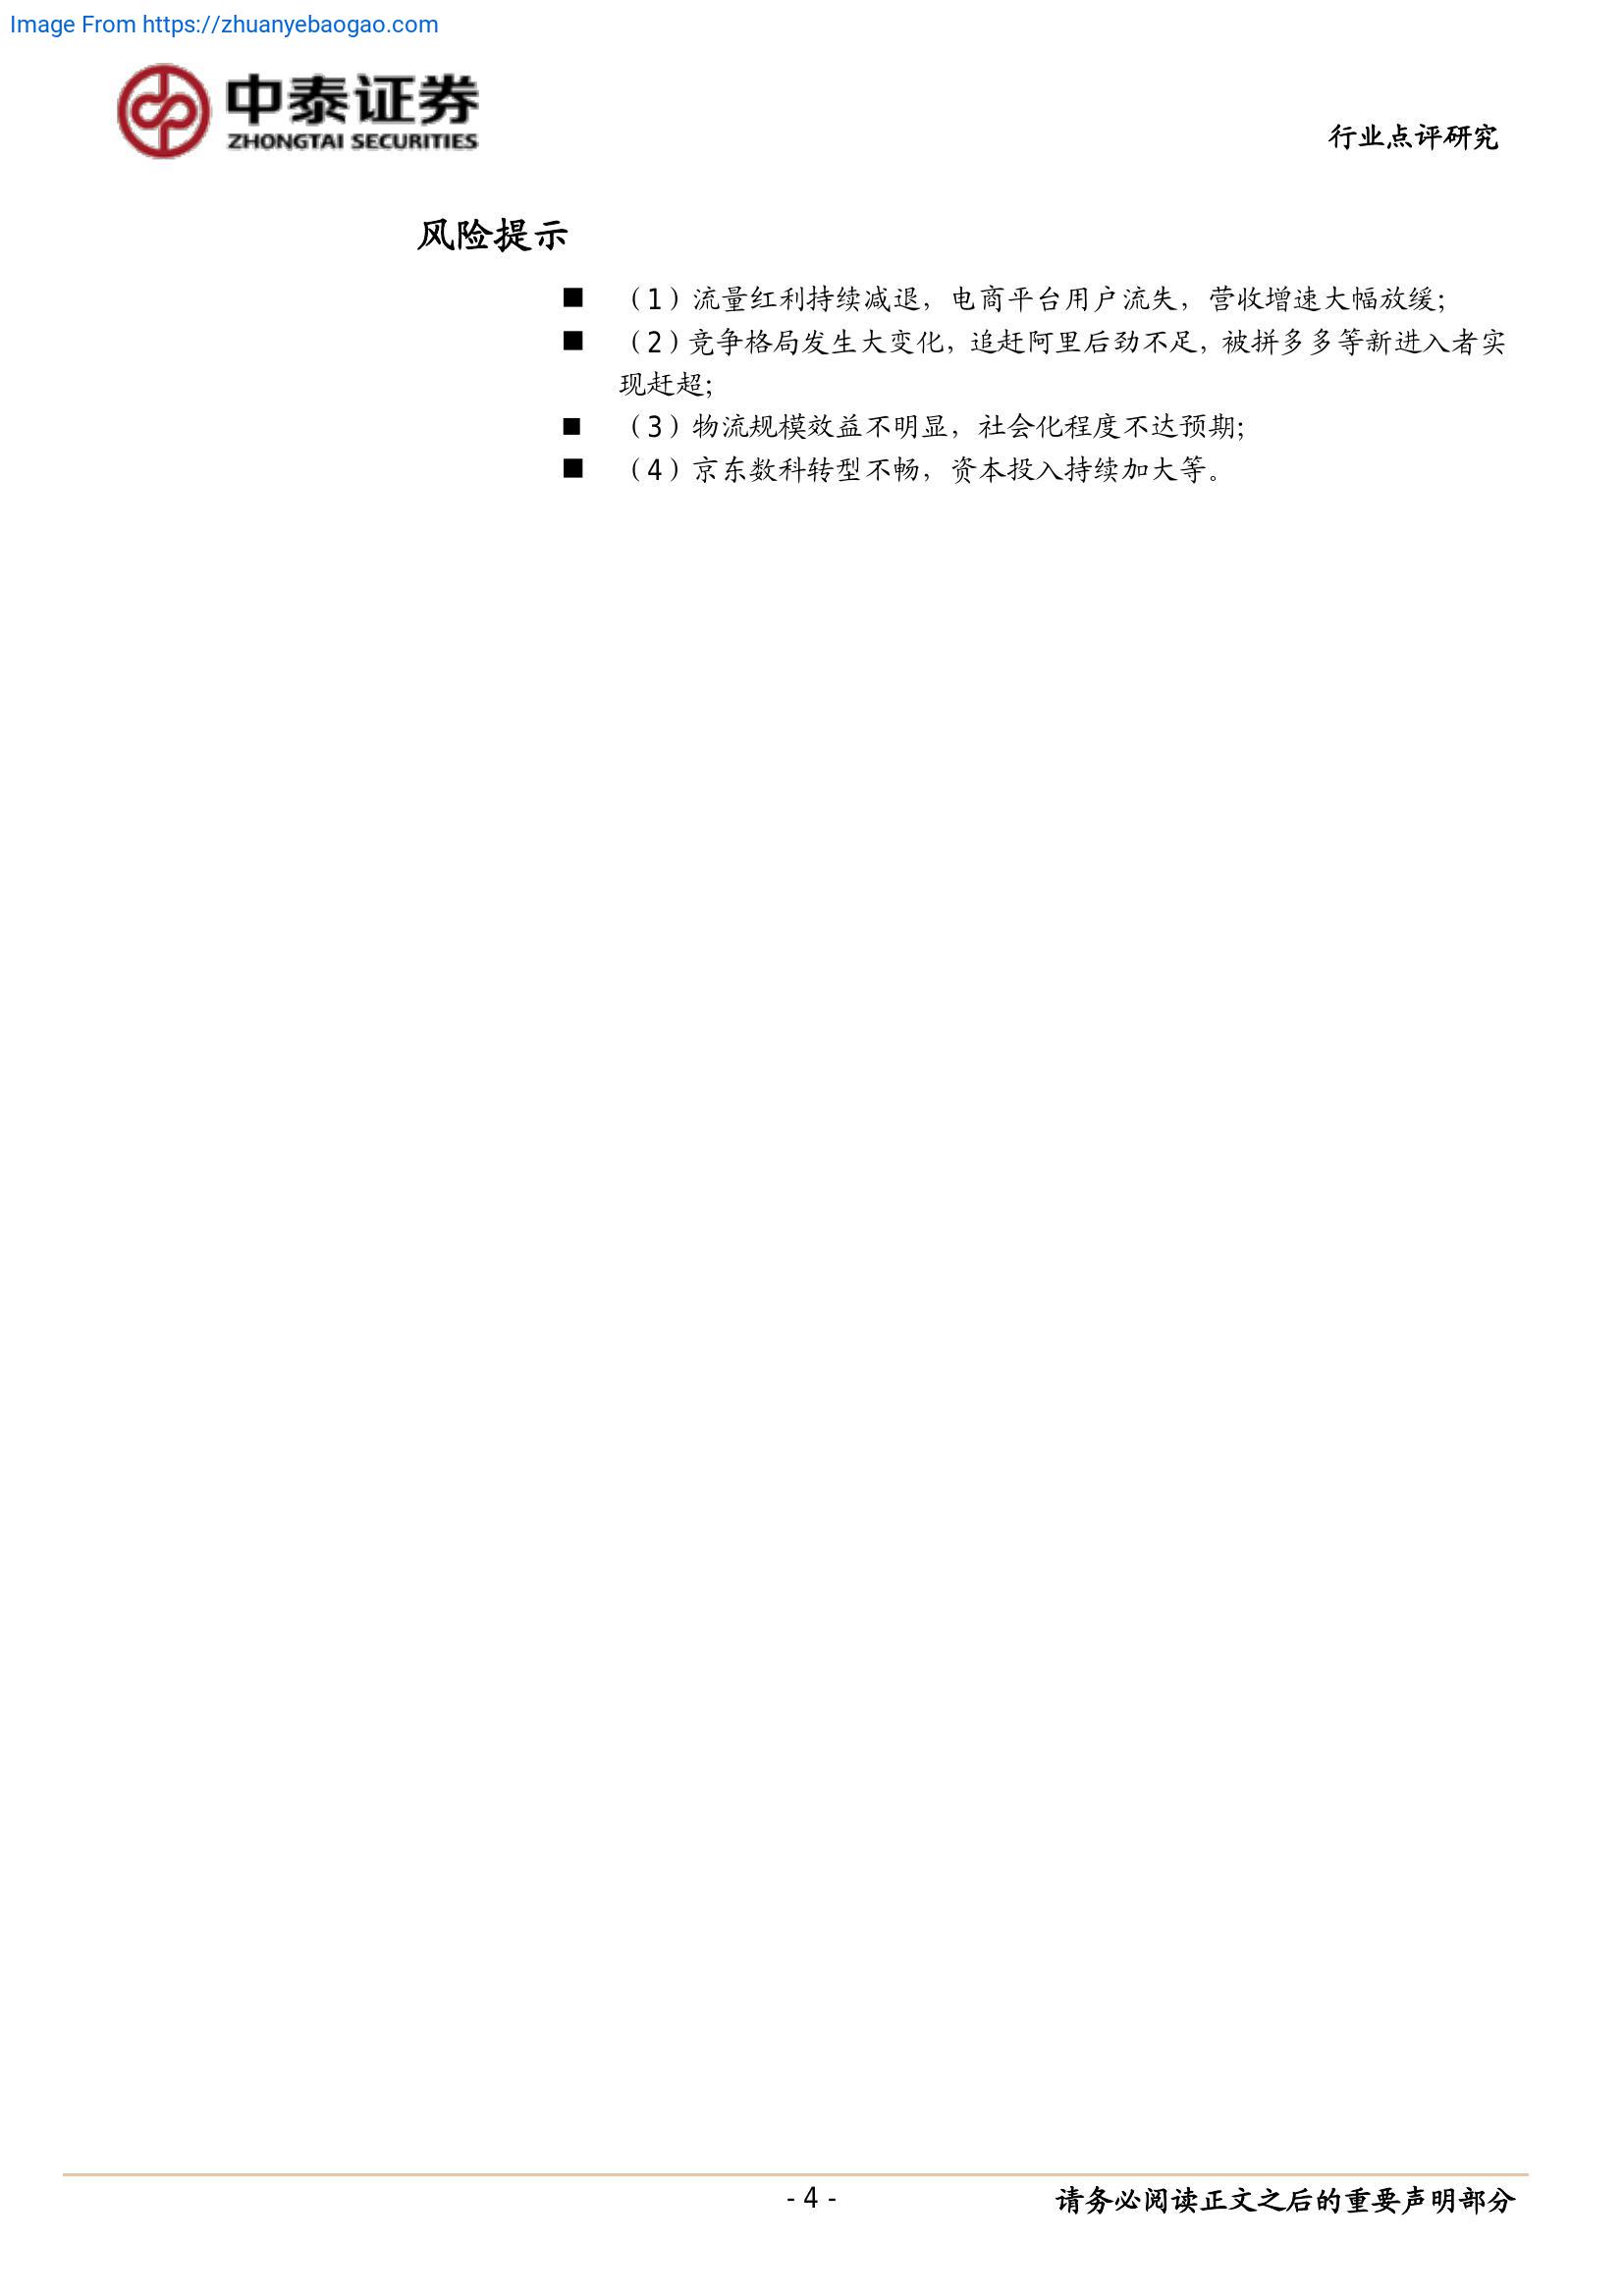 Image From https://zhuanyebaogao.com
中泰证券
ZHONGTAI SECURITIES
行业点评研究
风险提示
■ （1）流量红利持续减退，电商平台用户流失，营收增速大幅放缓；
■ （2）竞争格局发生大变化，追赶阿里后劲不足，被拼多多等新进入者实
现赶超；
■ （3）物流规模效益不明显，社会化程度不达预期；
■ （4）京东数科转型不畅，资本投入持续加大等。
- 4 -
请务必阅读正文之后的重要声明部分